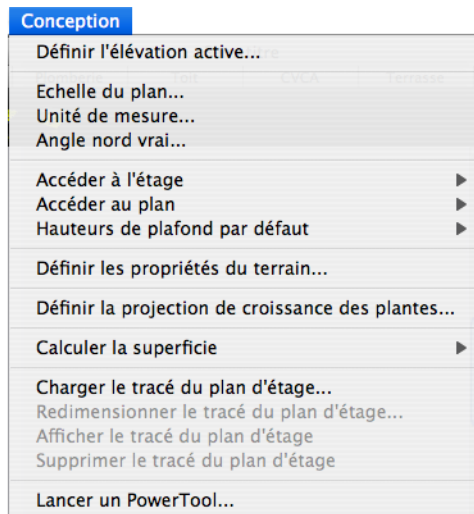 Conception
Définir l'élévation active...
Echelle du plan...
Unité de mesure...
Angle nord vrai...
Accéder à l'étage
Accéder au plan
Hauteurs de plafond par défaut
Définir les propriétés du terrain...
Définir la projection de croissance des plantes...
Calculer la superficie
Charger le tracé du plan d'étage...
Redimensionner le tracé du plan d'étage...
Afficher le tracé du plan d'étage
Supprimer le tracé du plan d'étage
Lancer un PowerTool...